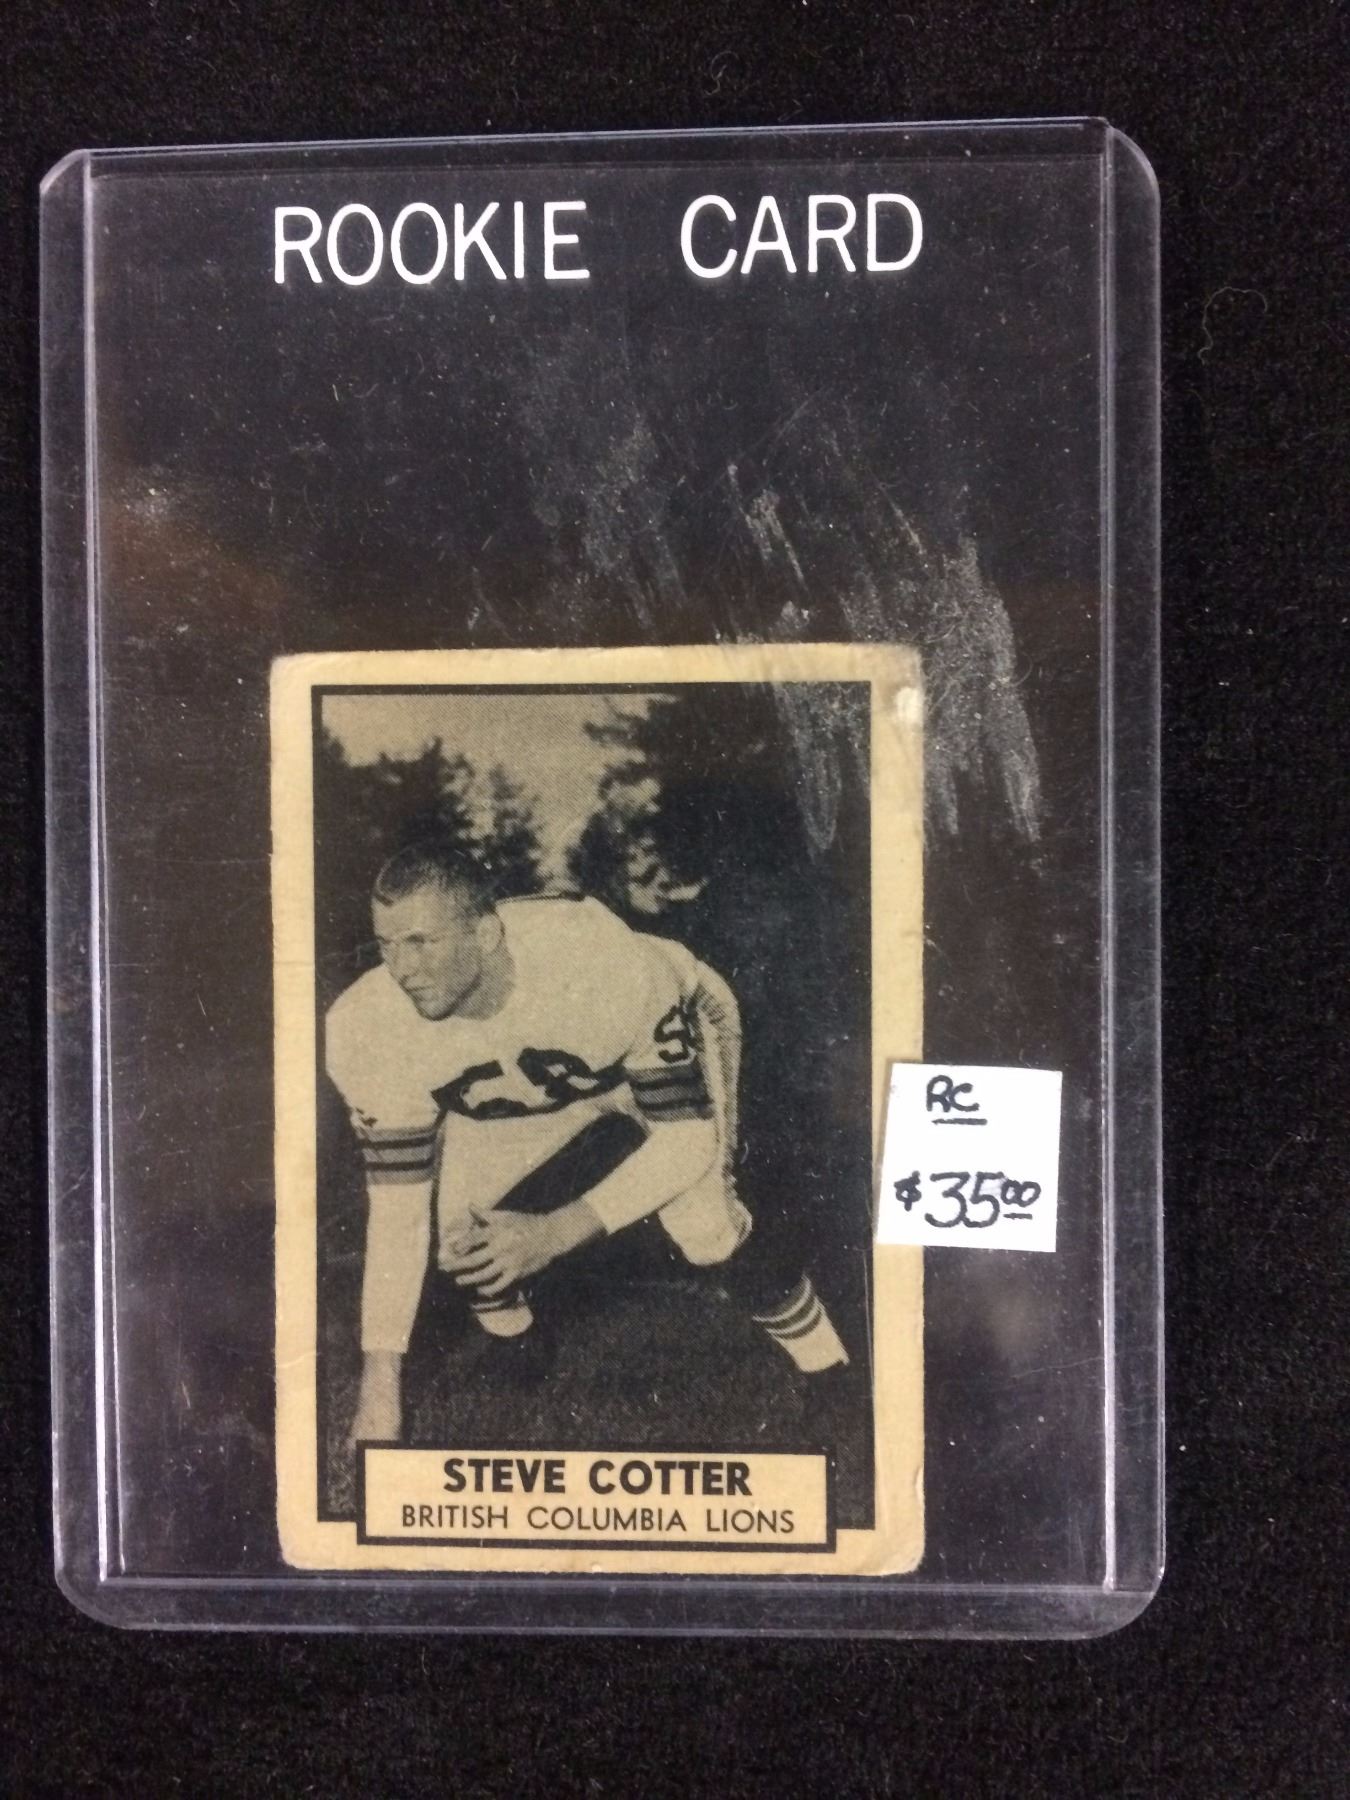 ROOKIE CARD
RC
$35.00
STEVE COTTER
BRITISH COLUMBIA LIONS